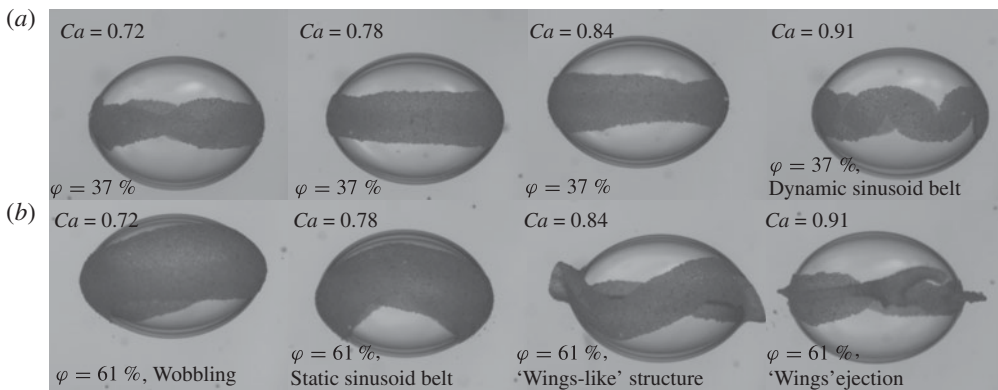 (a)
Ca = 0.72
Ca = 0.78
Ca = 0.84
Ca = 0.91
φ = 37 %
φ = 37 %
φ = 37 %
φ = 37 %,
Dynamic sinusoid belt
(b)
Ca = 0.72
Ca = 0.78
Ca = 0.84
Ca = 0.91
φ = 61 %, Wobbling
φ = 61 %,
Static sinusoid belt
φ = 61 %,
‘Wings-like’ structure
φ = 61 %,
‘Wings’ejection